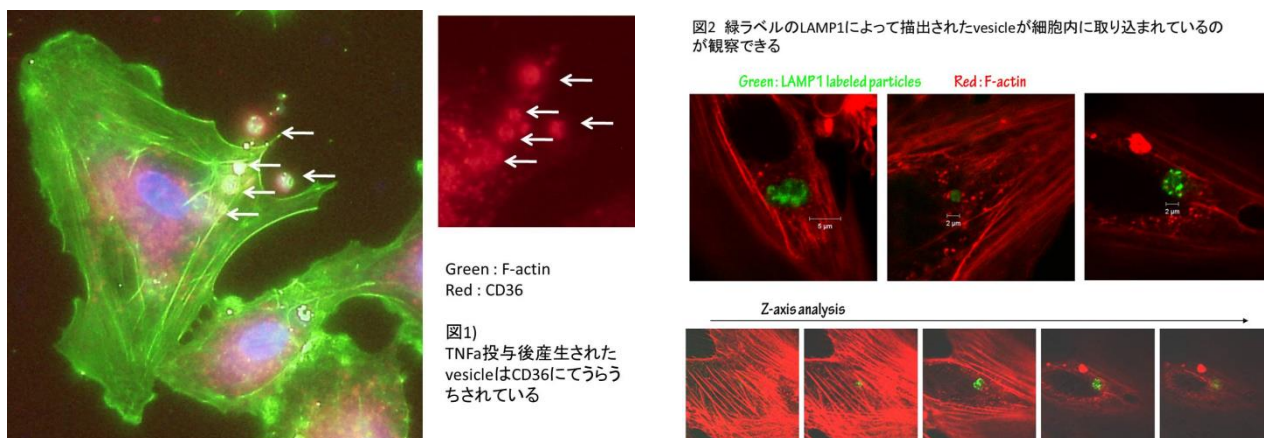 Green : F-actin
Red : CD36
図1)
TNFa投与後産生された
vesicleはCD36にてうらう
ちされている
図2 緑ラベルのLAMP1によって描出されたvesicleが細胞内に取り込まれているの
が観察できる
Green : LAMP1 labeled particles Red : F-actin
5 μm
2 μm
2 μm
Z-axis analysis